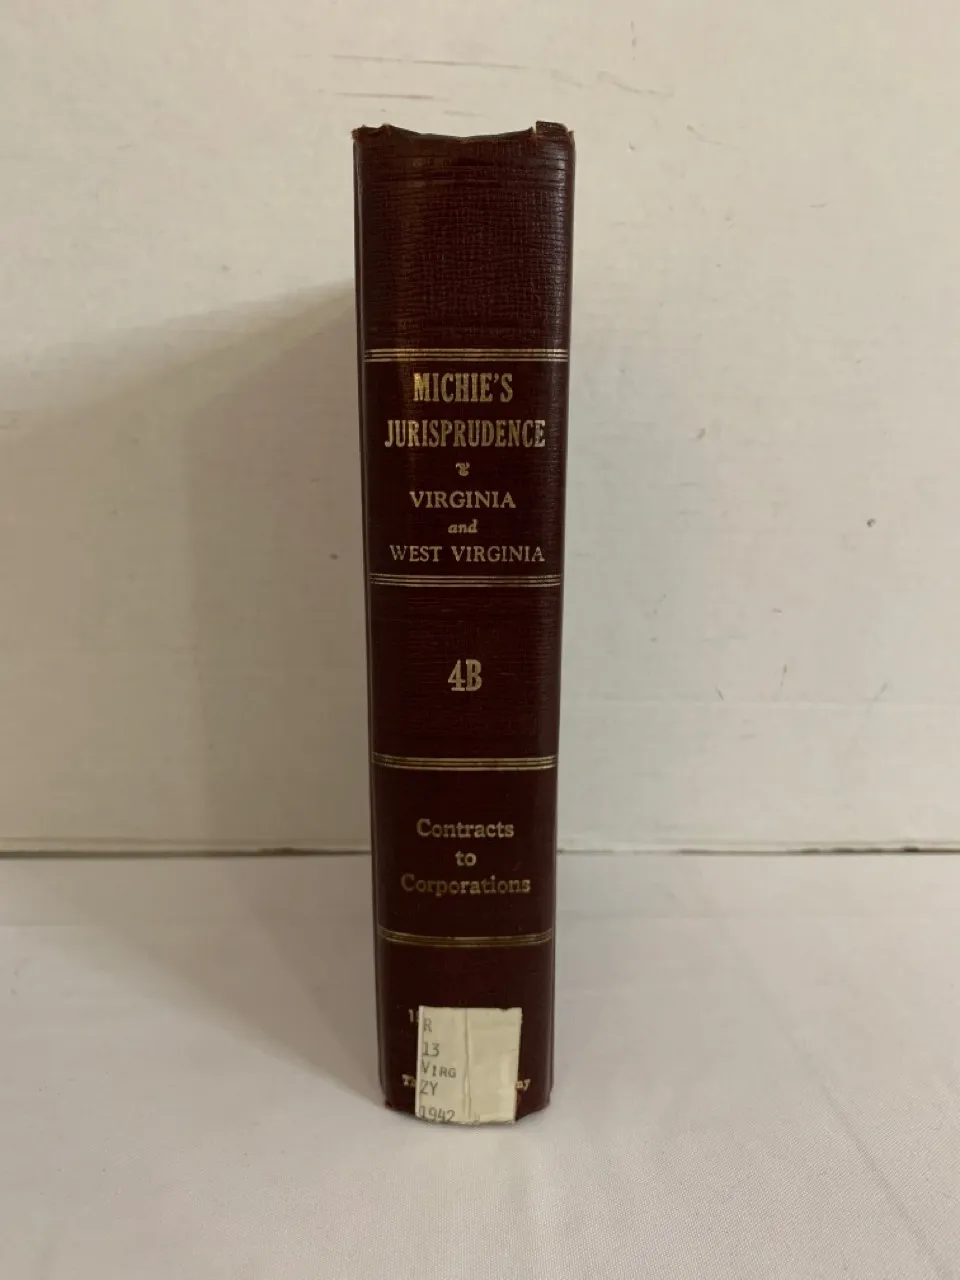 MICHIE'S
JURISPRUDENCE
VIRGINIA
and
WEST VIRGINIA
4B
Contracts
to
Corporations
R
13
VIRG
ZY
1942